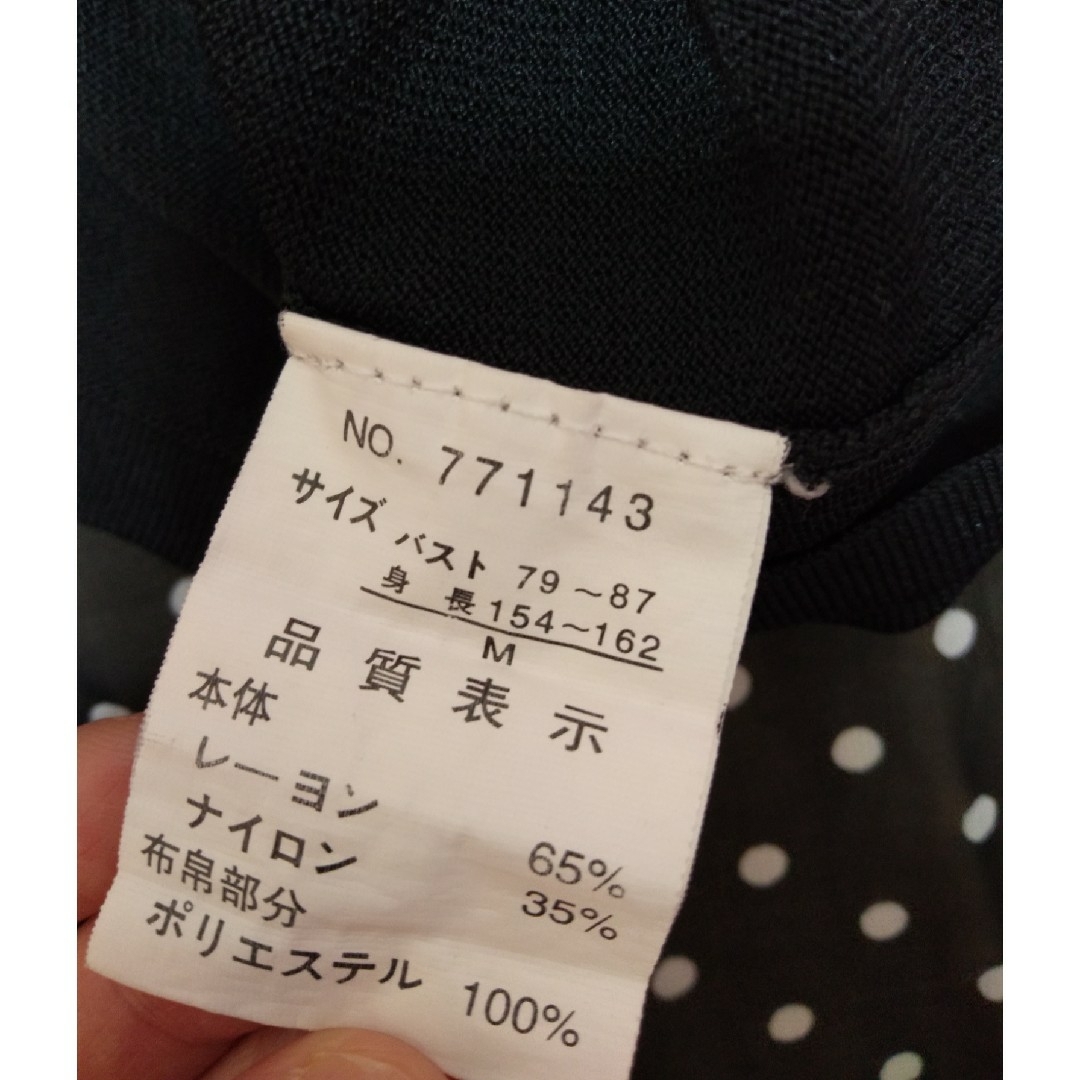 NO. 771143
サイズ バスト 79～87
身 長 154～162
M
品質表示
本体
レーヨン 65%
ナイロン 35%
布帛部分
ポリエステル 100%